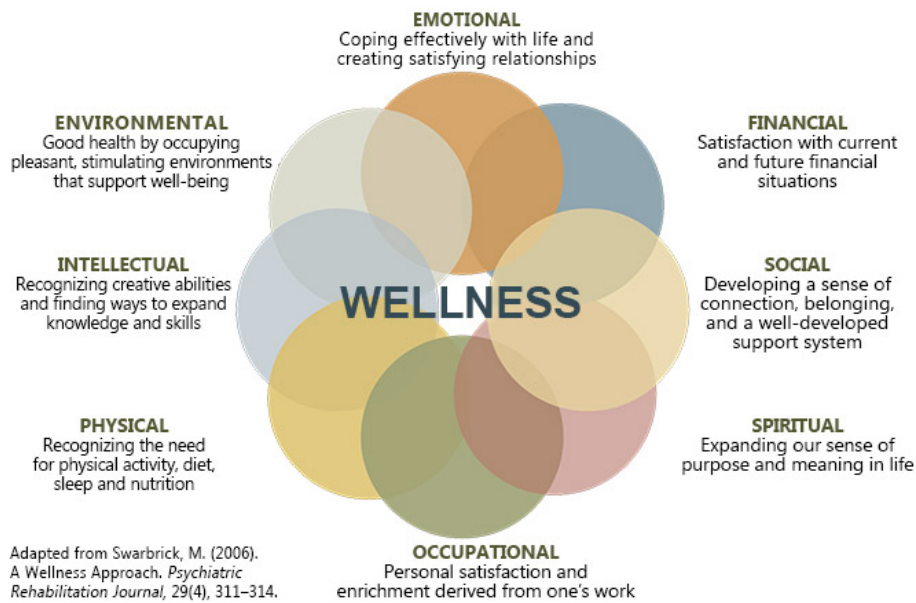 EMOTIONAL
Coping effectively with life and
creating satisfying relationships
ENVIRONMENTAL
Good health by occupying
pleasant, stimulating environments
that support well-being
FINANCIAL
Satisfaction with current
and future financial
situations
INTELLECTUAL
Recognizing creative abilities
and finding ways to expand
knowledge and skills
WELLNESS
SOCIAL
Developing a sense of
connection, belonging,
and a well-developed
support system
PHYSICAL
Recognizing the need
for physical activity, diet,
sleep and nutrition
SPIRITUAL
Expanding our sense of
purpose and meaning in life
OCCUPATIONAL
Personal satisfaction and
enrichment derived from one's work
Adapted from Swarbrick, M. (2006).
A Wellness Approach. Psychiatric
Rehabilitation Journal, 29(4), 311–314.